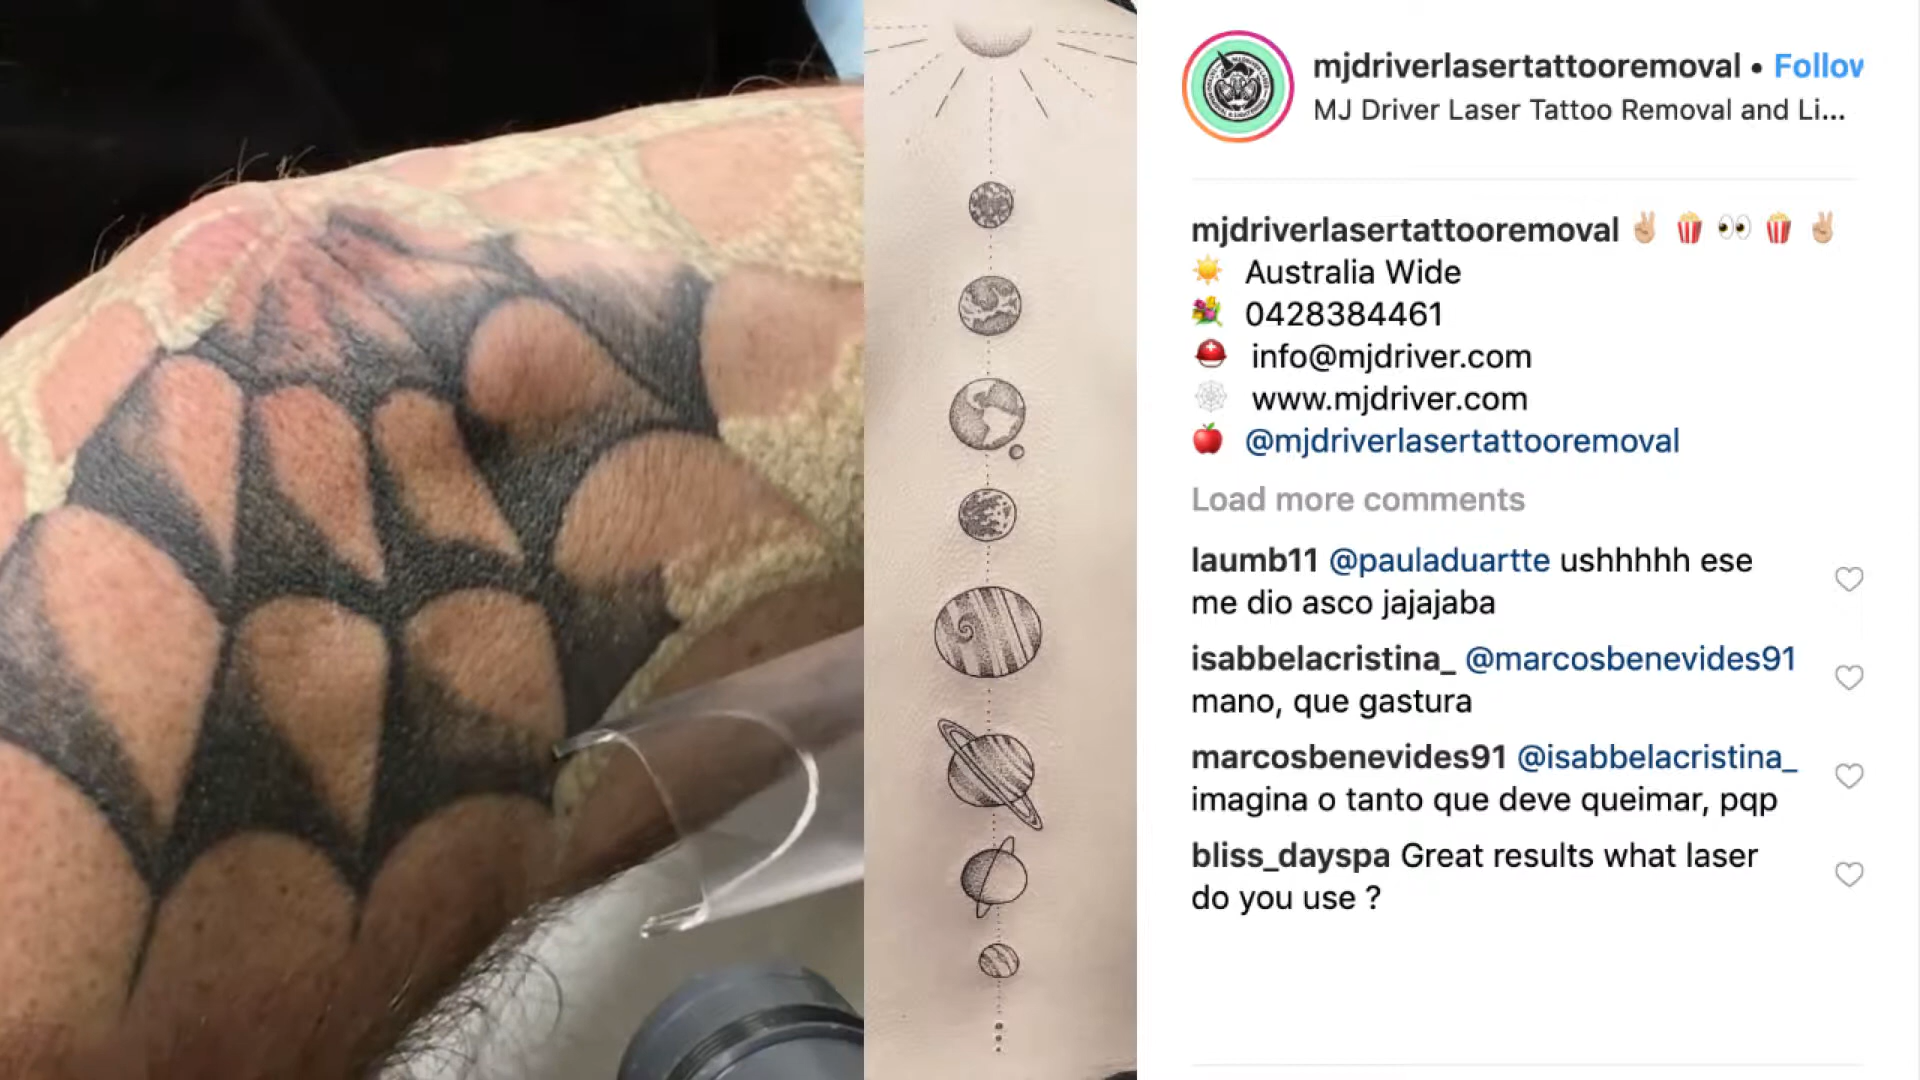 mjdriverlasertattooremoval • Follow
MJ Driver Laser Tattoo Removal and Li...
mjdriverlasertattooremoval ✌🏼 🍿 👀 🍿 ✌🏼
☀️ Australia Wide
💐 0428384461
⛑ info@mjdriver.com
🕸 www.mjdriver.com
🍎 @mjdriverlasertattooremoval
Load more comments
laumb11 @pauladuartte ushhhhh ese
me dio asco jajajaba
isabbelacristina_ @marcosbenevides91
mano, que gastura
marcosbenevides91 @isabbelacristina_
imagina o tanto que deve queimar, pqp
bliss_dayspa Great results what laser
do you use ?